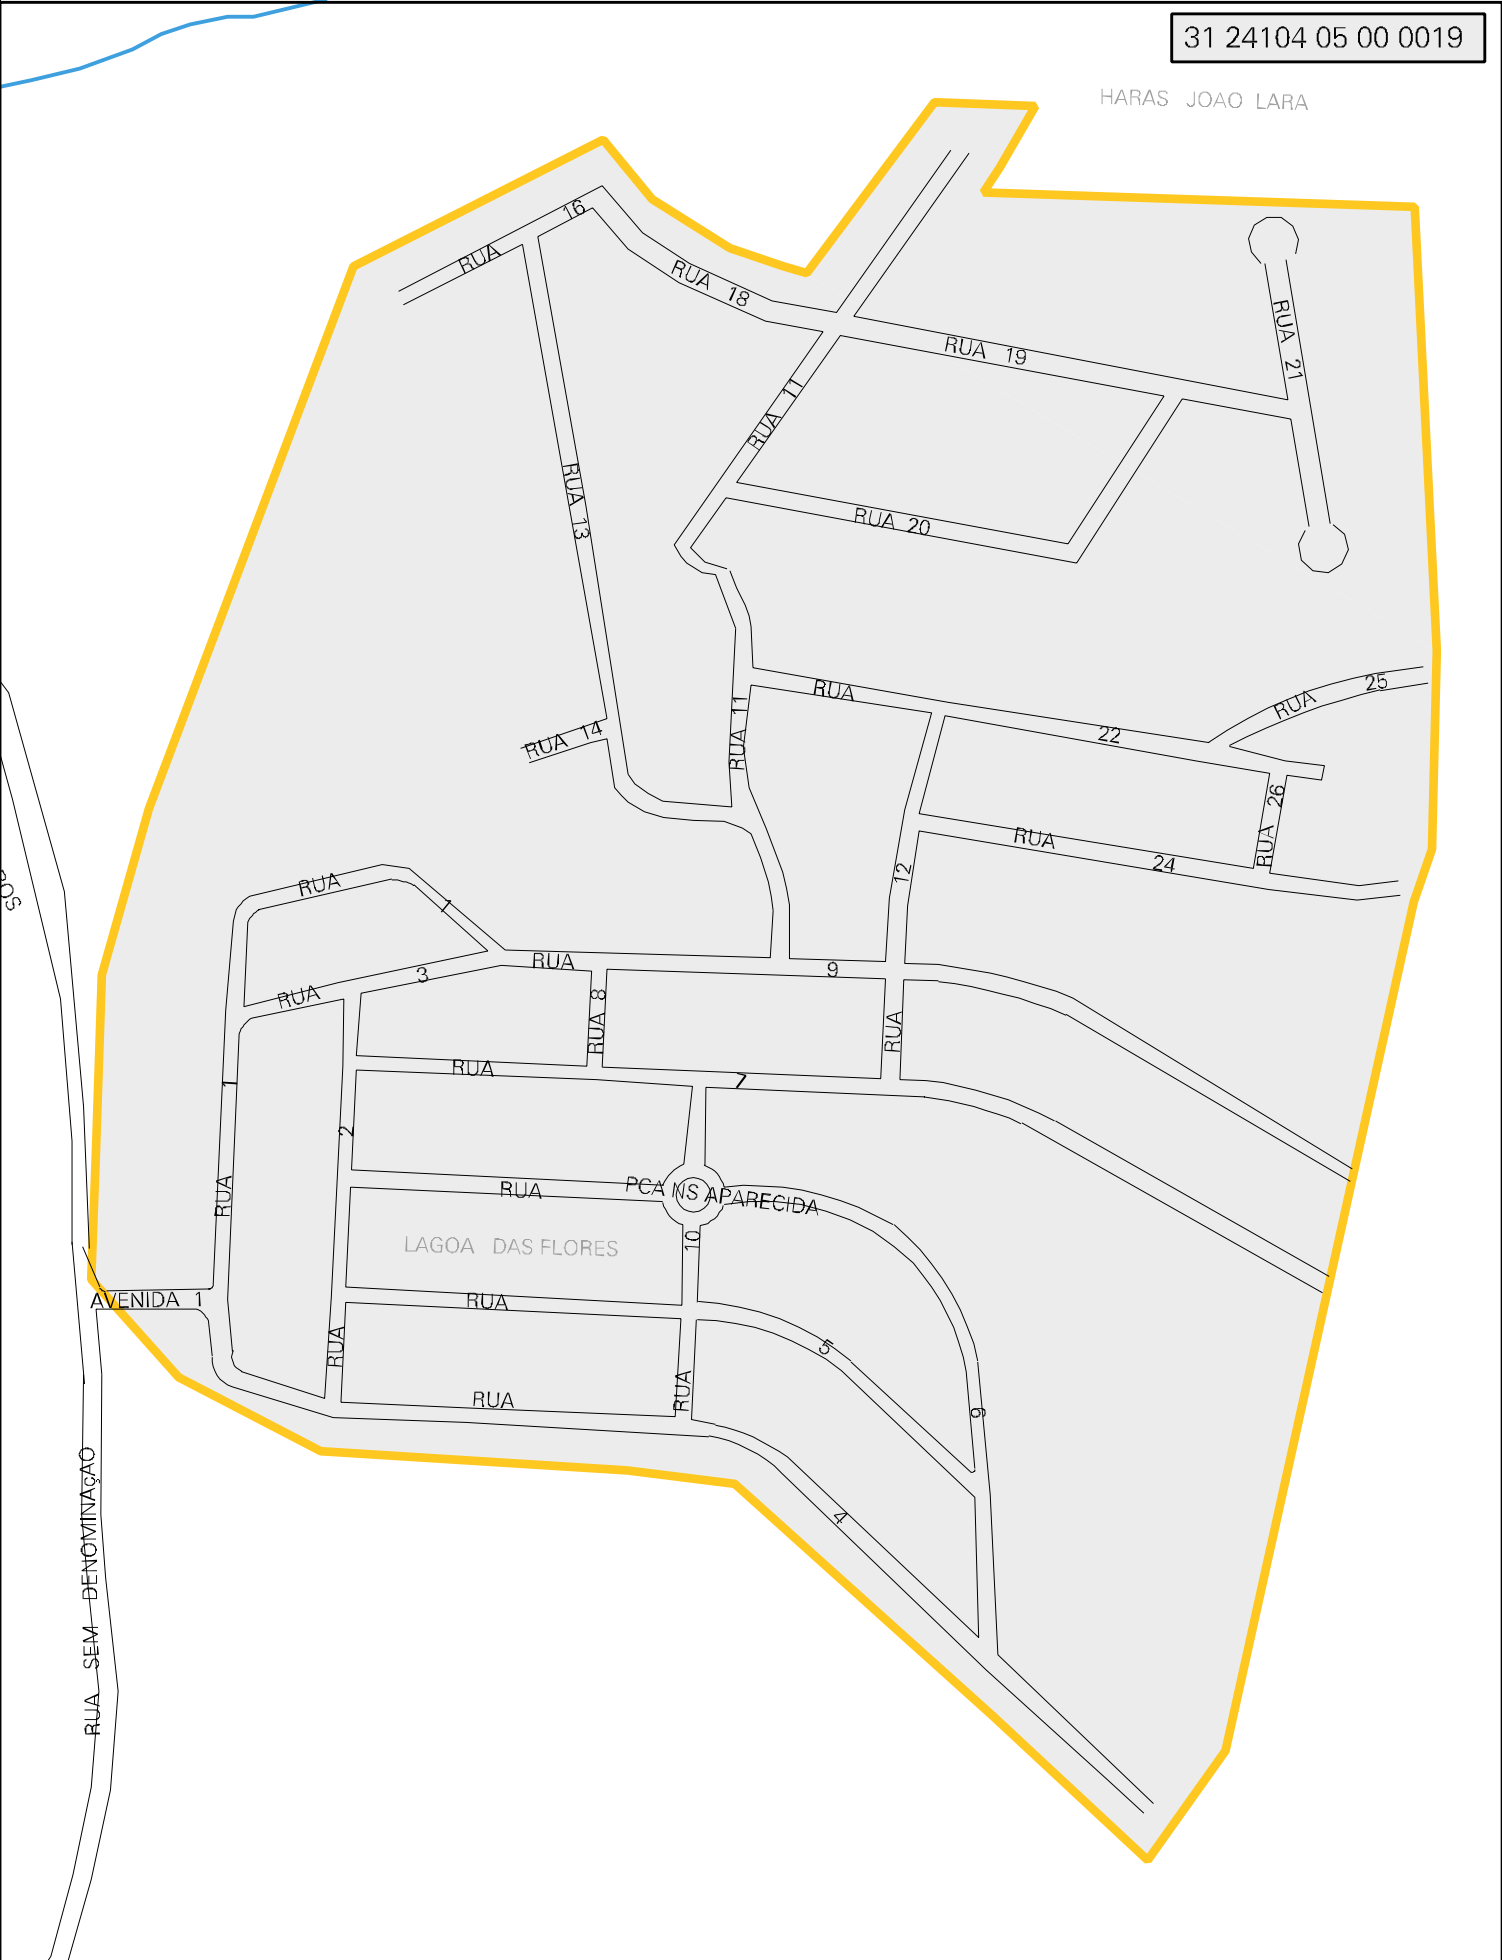 31 24104 05 00 0019
HARAS JOAO LARA
RUA 16
RUA 18
RUA 19
RUA 21
RUA 11
RUA 13
RUA 20
RUA 25
RUA 22
RUA 11
RUA 14
RUA 26
RUA 24
RUA 12
RUA 1
RUA 3
RUA 9
RUA 8
RUA 7
RUA 1
RUA 2
RUA 6
PCA NS APARECIDA
LAGOA DAS FLORES
RUA 10
AVENIDA 1
RUA 5
RUA 4
RUA SEM DENOMINAçAO